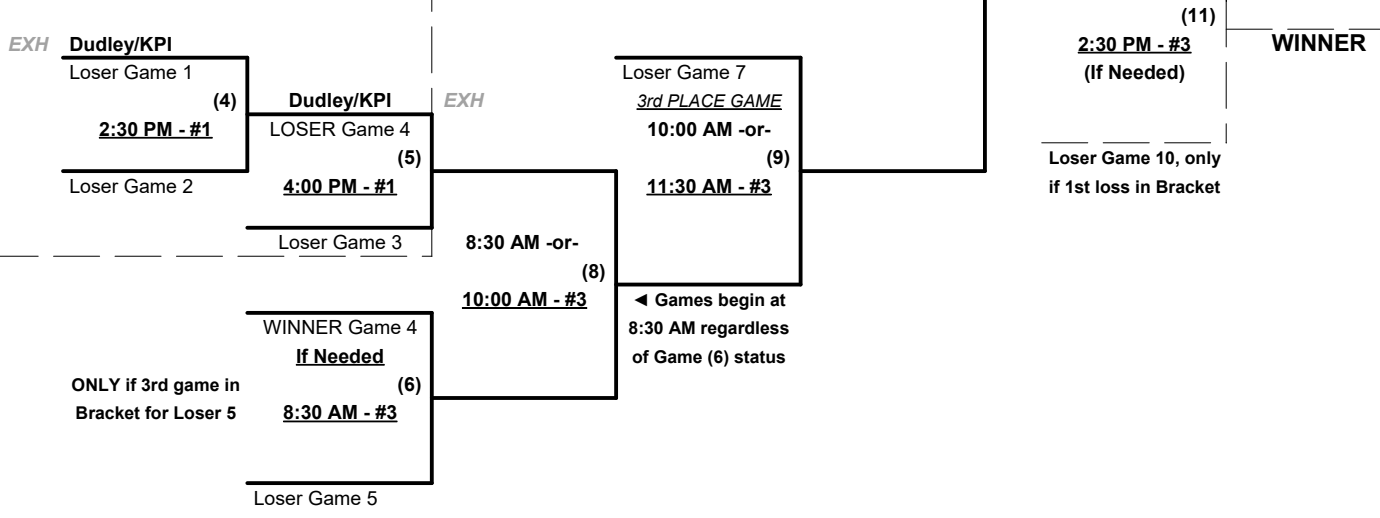 (11)
EXH Dudley/KPI
2:30 PM - #3
WINNER
Loser Game 1
Loser Game 7
(If Needed)
(4)
Dudley/KPI
EXH
3rd PLACE GAME
2:30 PM - #1
LOSER Game 4
10:00 AM -or-
(5)
(9)
Loser Game 10, only
Loser Game 2
4:00 PM - #1
11:30 AM - #3
if 1st loss in Bracket
Loser Game 3
8:30 AM -or-
(8)
10:00 AM - #3
◄ Games begin at
WINNER Game 4
8:30 AM regardless
If Needed
of Game (6) status
ONLY if 3rd game in
(6)
Bracket for Loser 5
8:30 AM - #3
Loser Game 5